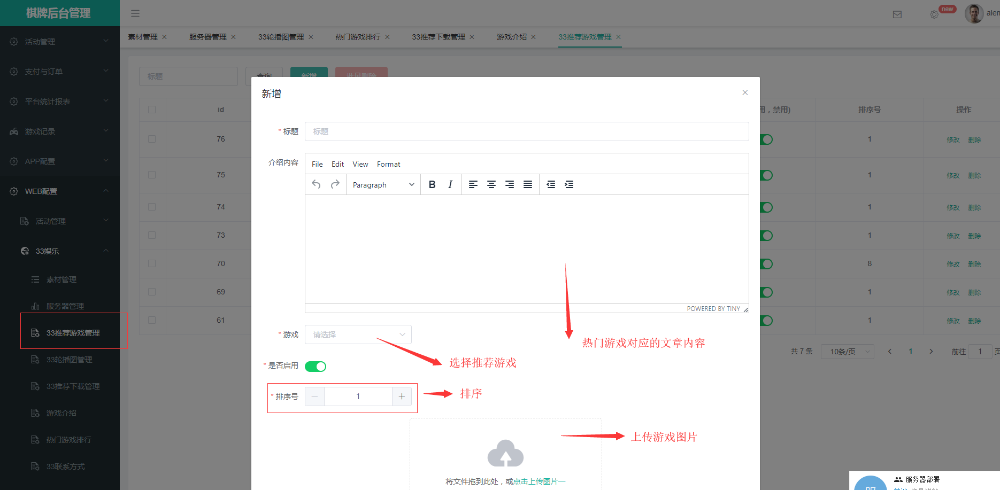 棋牌后台管理
new
alen
素材管理
服务器管理
33轮播图管理
热门游戏排行
33推荐下载管理
游戏介绍
33推荐游戏管理
活动管理
支付与订单
平台统计报表
游戏记录
APP配置
WEB配置
活动管理
33娱乐
素材管理
服务器管理
33推荐游戏管理
33轮播图管理
33推荐下载管理
游戏介绍
热门游戏排行
33联系方式
标题
查询
新增
批量删除
id
用，禁用)
排序号
操作
76
1
修改 删除
75
1
修改 删除
74
1
修改 删除
73
1
修改 删除
70
8
修改 删除
69
1
修改 删除
61
1
修改 删除
共 7 条
10条/页
1
前往
1
页
新增
* 标题
标题
介绍内容
File Edit View Format
Paragraph
B I
POWERED BY TINY
热门游戏对应的文章内容
* 游戏
请选择
选择推荐游戏
* 是否启用
* 排序号
1
排序
上传游戏图片
将文件拖到此处，或点击上传图片一
服务器部署